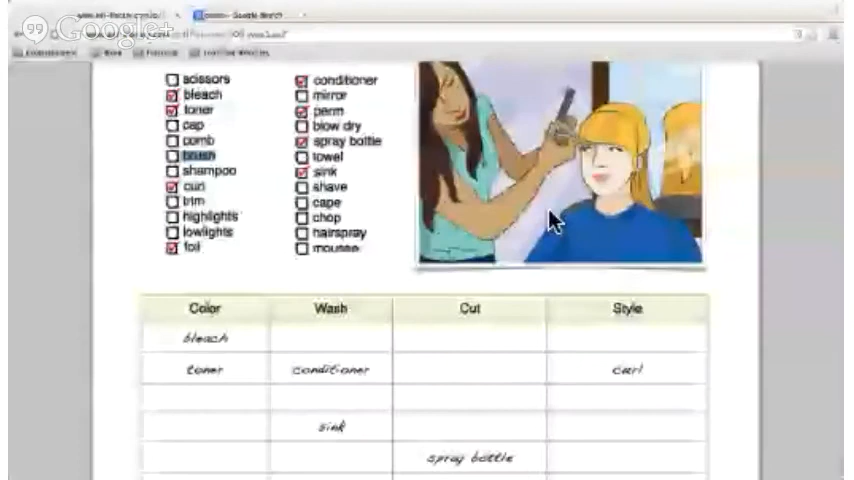 Google+
scissors
bleach
toner
cap
comb
brush
shampoo
curl
trim
highlights
lowlights
foil
conditioner
mirror
perm
blow dry
spray bottle
towel
sink
shave
cape
chop
hairspray
mousse
Color Wash Cut Style
bleach
toner conditioner curl
sink
spray bottle